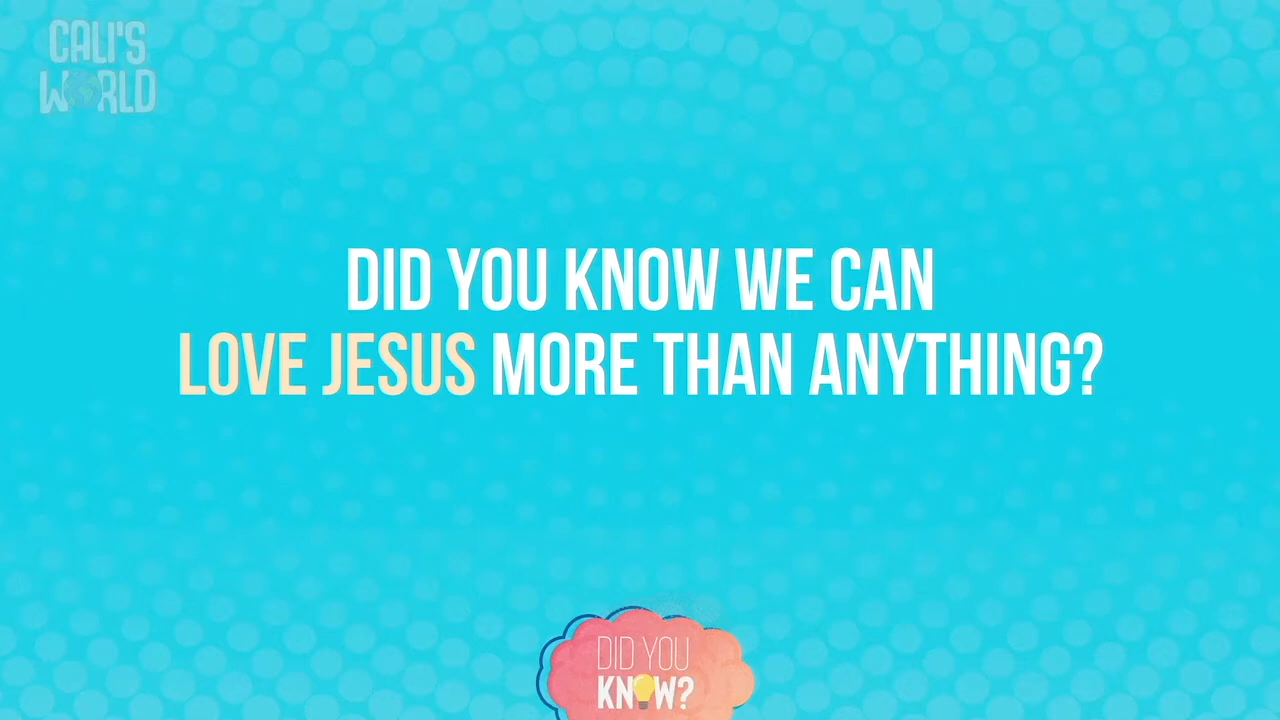 CALI'S
WORLD
DID YOU KNOW WE CAN
LOVE JESUS MORE THAN ANYTHING?
DID YOU
KNOW?